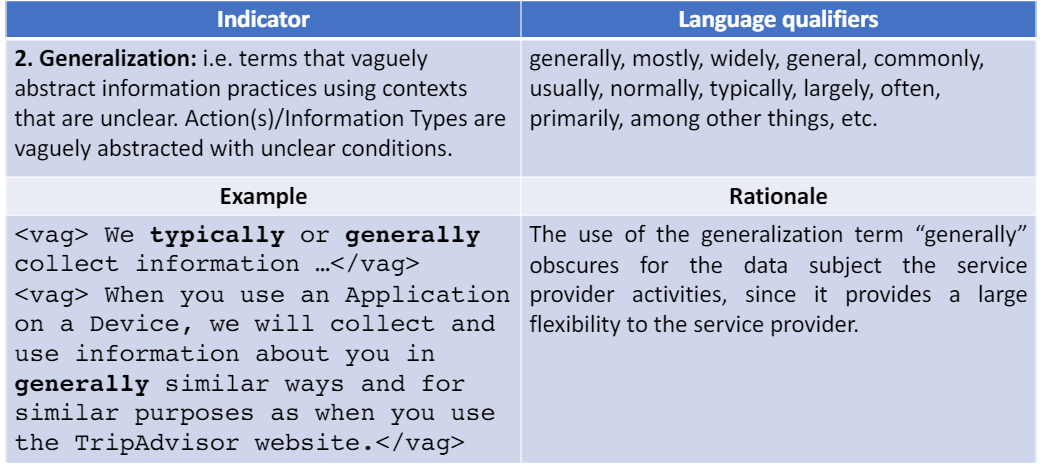 Indicator
Language qualifiers
2. Generalization: i.e. terms that vaguely
abstract information practices using contexts
that are unclear. Action(s)/Information Types are
vaguely abstracted with unclear conditions.
generally, mostly, widely, general, commonly,
usually, normally, typically, largely, often,
primarily, among other things, etc.
Example
Rationale
<vag> We typically or generally
collect information …</vag>
<vag> When you use an Application
on a Device, we will collect and
use information about you in
generally similar ways and for
similar purposes as when you use
the TripAdvisor website.</vag>
The use of the generalization term “generally”
obscures for the data subject the service
provider activities, since it provides a large
flexibility to the service provider.